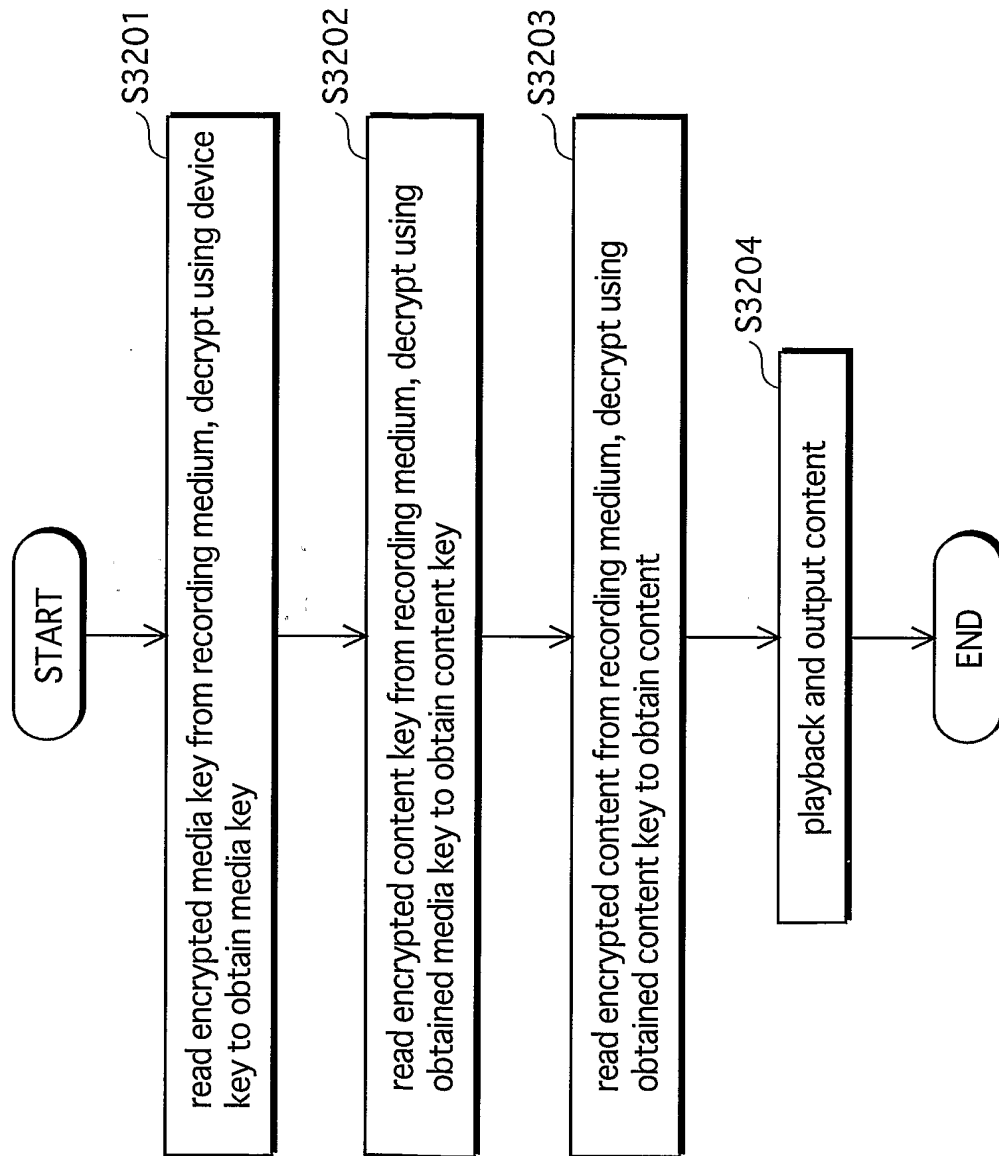 START
S3201
read encrypted media key from recording medium, decrypt using device
key to obtain media key
S3202
read encrypted content key from recording medium, decrypt using
obtained media key to obtain content key
S3203
read encrypted content from recording medium, decrypt using
obtained content key to obtain content
S3204
playback and output content
END